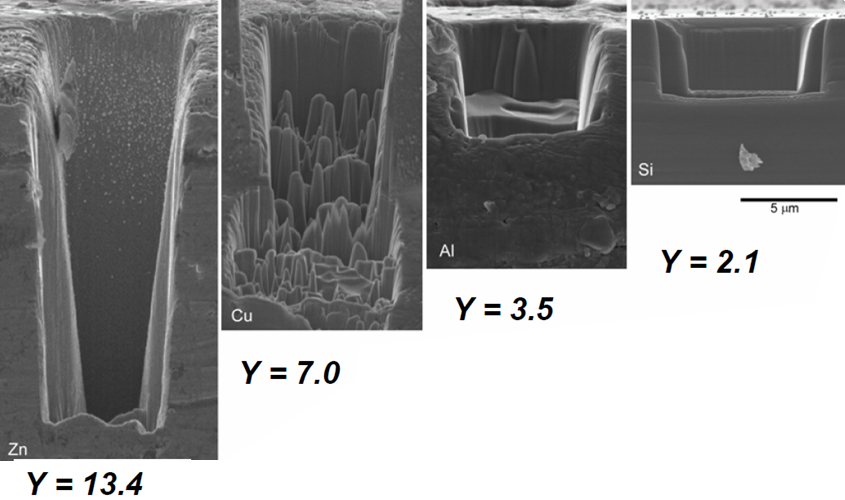 Zn
Y = 13.4
Cu
Y = 7.0
Al
Y = 3.5
Si
5 μm
Y = 2.1